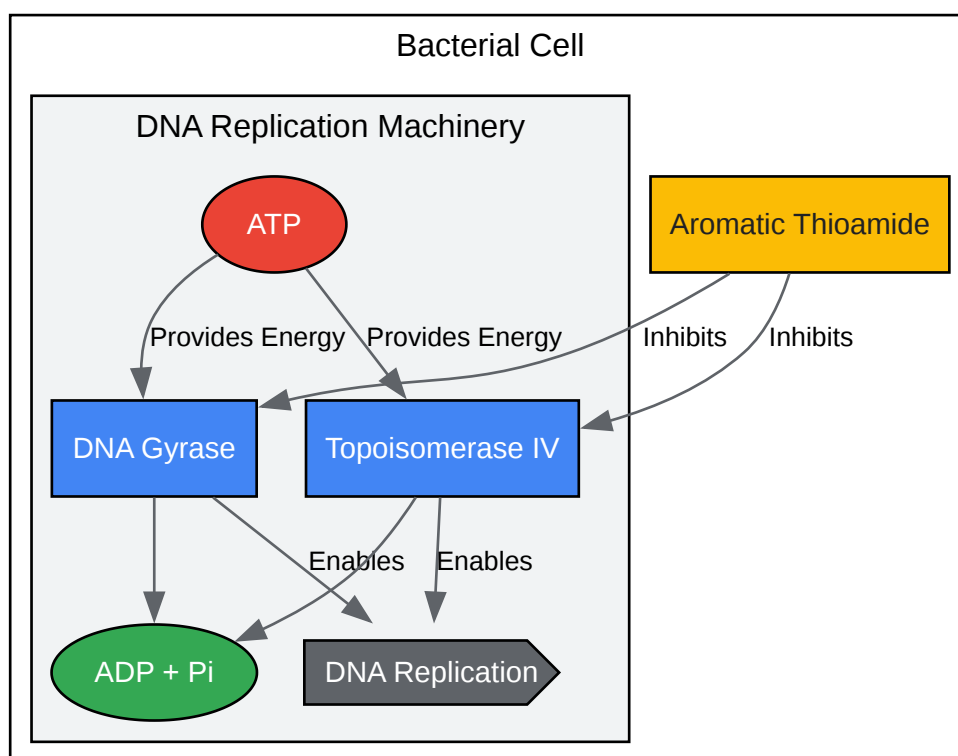 Bacterial Cell
DNA Replication Machinery
ATP
Aromatic Thioamide
Provides Energy
Provides Energy
Inhibits
Inhibits
DNA Gyrase
Topoisomerase IV
Enables
Enables
ADP + Pi
DNA Replication